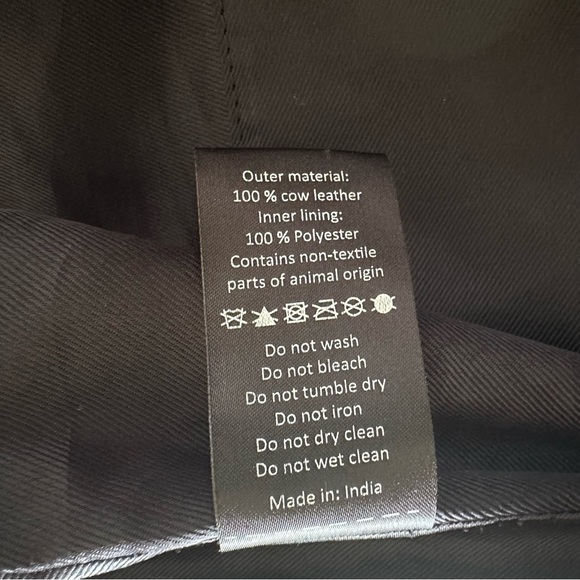 Outer material:
100 % cow leather
Inner lining:
100 % Polyester
Contains non-textile
parts of animal origin
Do not wash
Do not bleach
Do not tumble dry
Do not iron
Do not dry clean
Do not wet clean
Made in: India